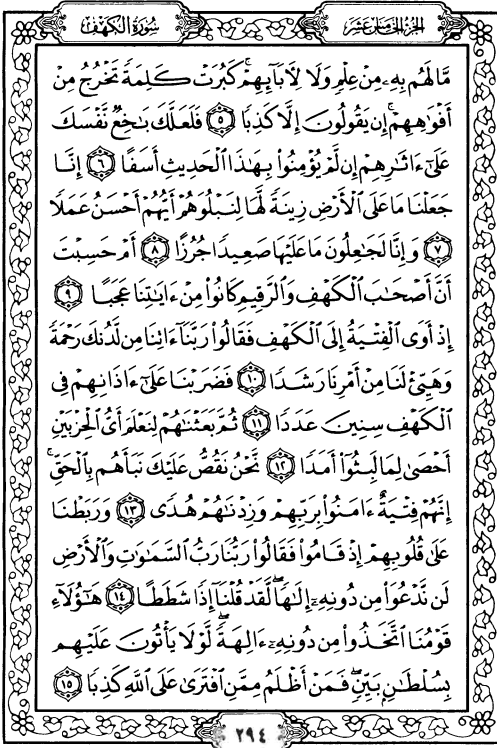 سورة الكهف الجزء الخامس عشر
مَّا لَهُم بِهِۦ مِنْ عِلْمٍ وَلَا لِأٓبَآئِهِمْ ۚ كَبُرَتْ كَلِمَةً تَخْرُجُ مِنْ
أَفْوَٰهِهِمْ ۚ إِن يَقُولُونَ إِلَّا كَذِبًا ٥ فَلَعَلَّكَ بَٰخِعٌ نَّفْسَكَ
عَلَىٰٓ ءَاثَٰرِهِمْ إِن لَّمْ يُؤْمِنُوا۟ بِهَٰذَا ٱلْحَدِيثِ أَسَفًا ٦ إِنَّا
جَعَلْنَا مَا عَلَى ٱلْأَرْضِ زِينَةً لَّهَا لِنَبْلُوَهُمْ أَيُّهُمْ أَحْسَنُ عَمَلًا
٧ وَإِنَّا لَجَٰعِلُونَ مَا عَلَيْهَا صَعِيدًا جُرُزًا ٨ أَمْ حَسِبْتَ
أَنَّ أَصْحَٰبَ ٱلْكَهْفِ وَٱلرَّقِيمِ كَانُوا۟ مِنْ ءَايَٰتِنَا عَجَبًا ٩
إِذْ أَوَى ٱلْفِتْيَةُ إِلَى ٱلْكَهْفِ فَقَالُوا۟ رَبَّنَآ ءَاتِنَا مِن لَّدُنكَ رَحْمَةً
وَهَيِّئْ لَنَا مِنْ أَمْرِنَا رَشَدًا ١٠ فَضَرَبْنَا عَلَىٰٓ ءَاذَانِهِمْ فِى
ٱلْكَهْفِ سِنِينَ عَدَدًا ١١ ثُمَّ بَعَثْنَٰهُمْ لِنَعْلَمَ أَىُّ ٱلْحِزْبَيْنِ
أَحْصَىٰ لِمَا لَبِثُوٓا۟ أَمَدًا ١٢ نَّحْنُ نَقُصُّ عَلَيْكَ نَبَأَهُم بِٱلْحَقِّ ۚ
إِنَّهُمْ فِتْيَةٌ ءَامَنُوا۟ بِرَبِّهِمْ وَزِدْنَٰهُمْ هُدًى ١٣ وَرَبَطْنَا
عَلَىٰ قُلُوبِهِمْ إِذْ قَامُوا۟ فَقَالُوا۟ رَبُّنَا رَبُّ ٱلسَّمَٰوَٰتِ وَٱلْأَرْضِ
لَن نَّدْعُوَا۟ مِن دُونِهِۦٓ إِلَٰهًا ۖ لَّقَدْ قُلْنَآ إِذًا شَطَطًا ١٤ هَٰٓؤُلَآءِ
قَوْمُنَا ٱتَّخَذُوا۟ مِن دُونِهِۦٓ ءَالِهَةً ۖ لَّوْلَا يَأْتُونَ عَلَيْهِم
بِسُلْطَٰنٍۭ بَيِّنٍ ۖ فَمَنْ أَظْلَمُ مِمَّنِ ٱفْتَرَىٰ عَلَى ٱللَّهِ كَذِبًا ١٥
٢٩٤